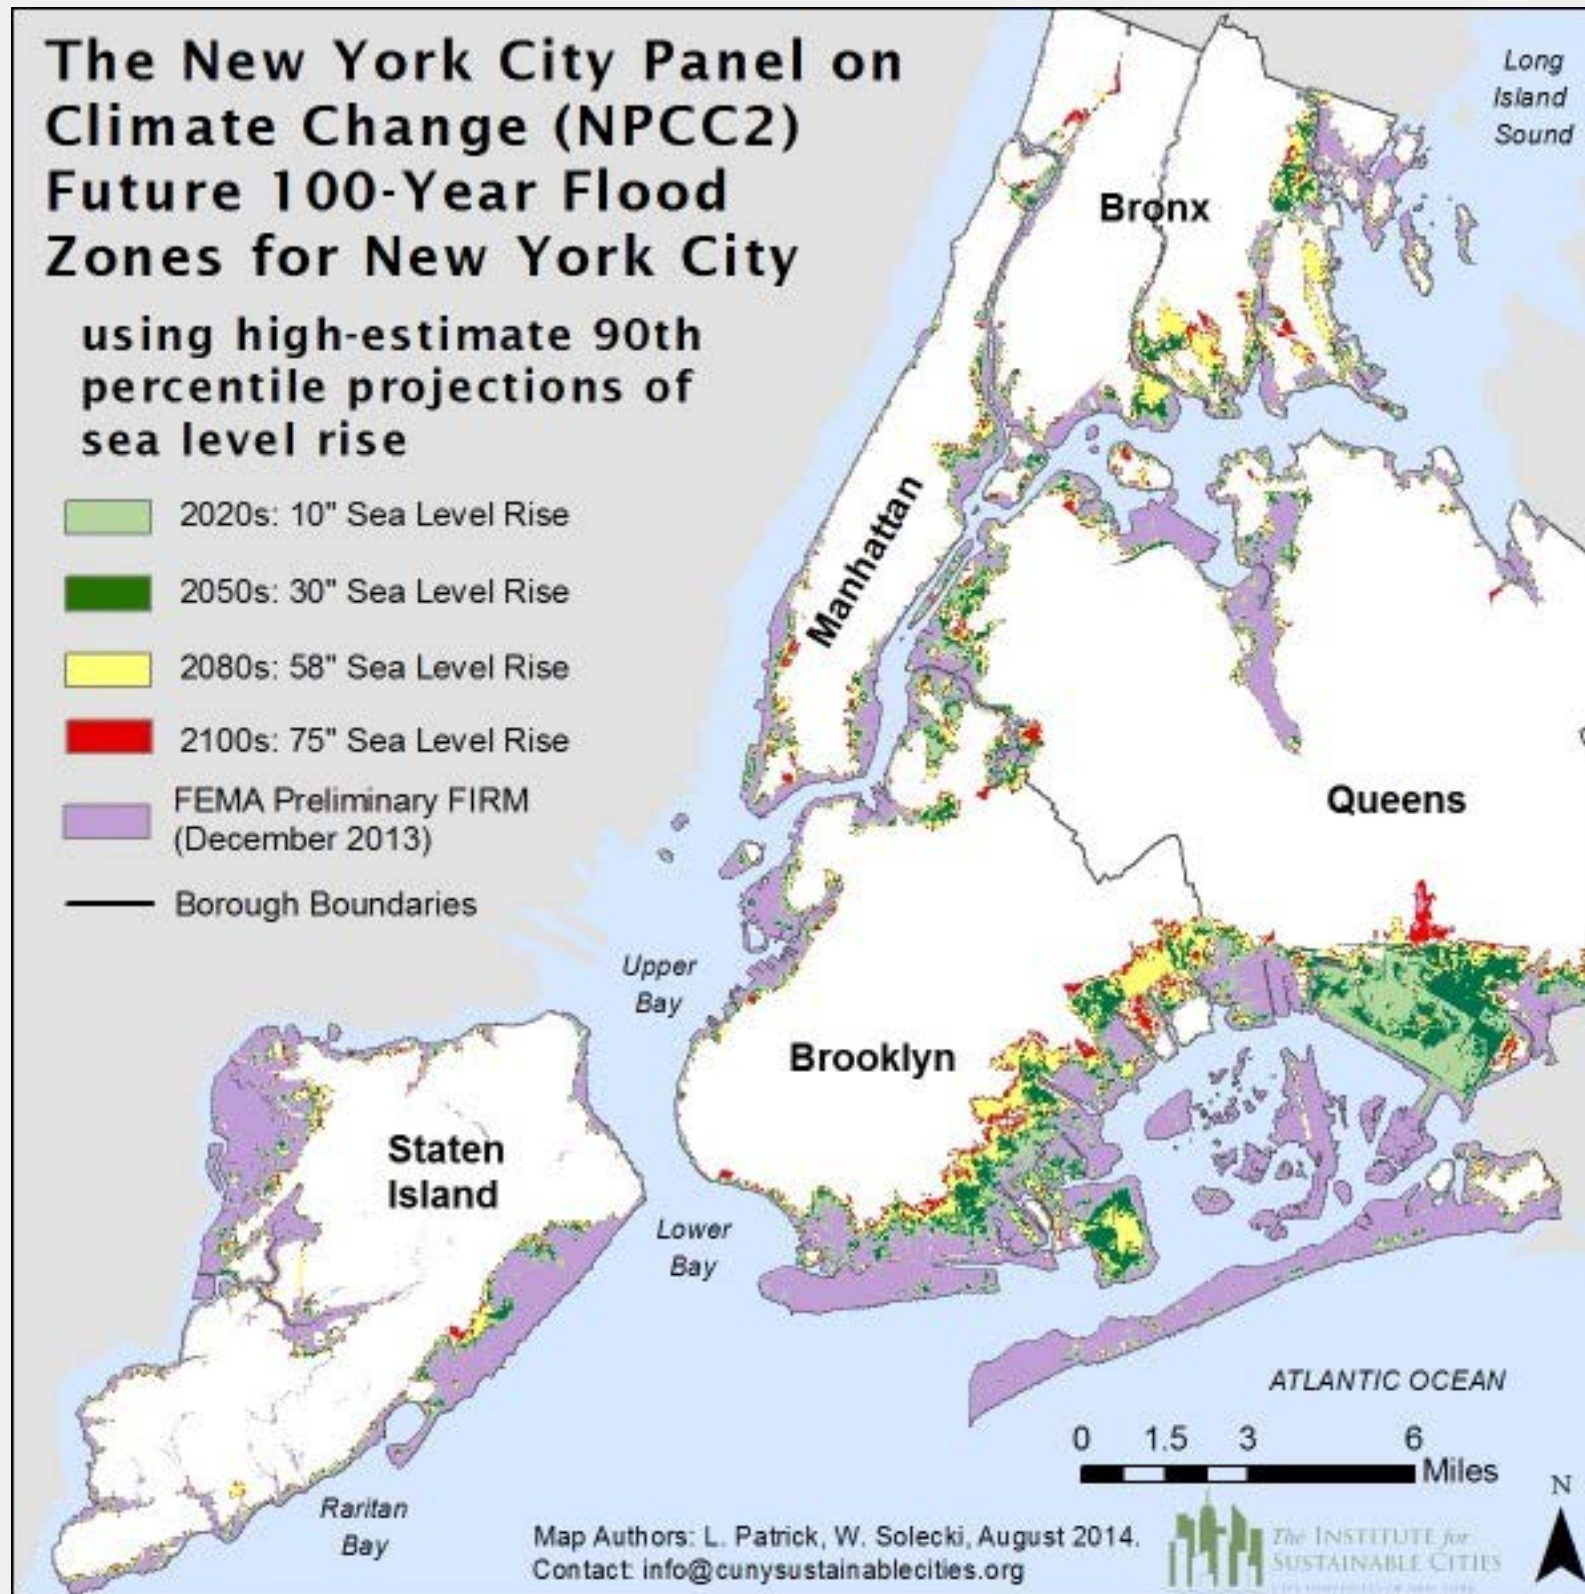 The New York City Panel on
Climate Change (NPCC2)
Future 100-Year Flood
Zones for New York City
using high-estimate 90th
percentile projections of
sea level rise
2020s: 10" Sea Level Rise
2050s: 30" Sea Level Rise
2080s: 58" Sea Level Rise
2100s: 75" Sea Level Rise
FEMA Preliminary FIRM
(December 2013)
Borough Boundaries
Long
Island
Sound
Bronx
Manhattan
Queens
Upper
Bay
Brooklyn
Staten
Island
Lower
Bay
ATLANTIC OCEAN
Raritan
Bay
0 1.5 3 6
Miles
N
Map Authors: L. Patrick, W. Solecki, August 2014.
Contact: info@cunysustainablecities.org
The INSTITUTE for
SUSTAINABLE CITIES